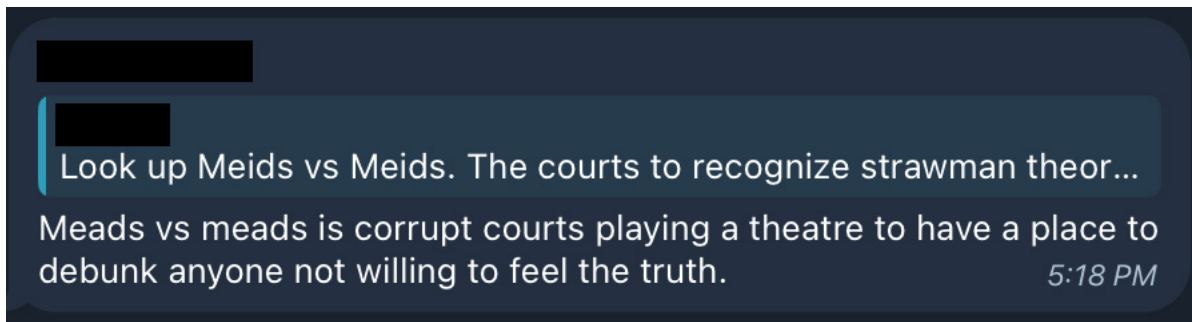 Look up Meids vs Meids. The courts to recognize strawman theor...
Meads vs meads is corrupt courts playing a theatre to have a place to
debunk anyone not willing to feel the truth.
5:18 PM